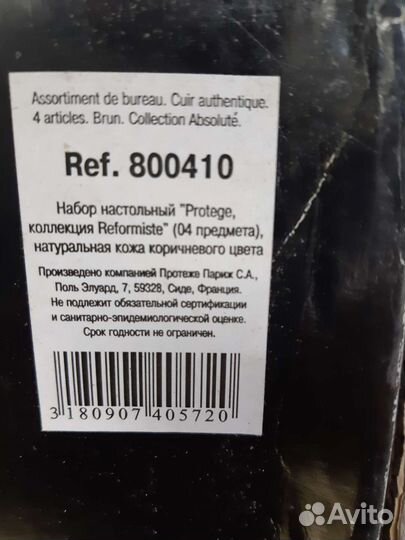 Assortiment de bureau. Cuir authentique.
4 articles. Brun. Collection Absoluté.
Ref. 800410
Набор настольный "Protege,
коллекция Reformiste" (04 предмета),
натуральная кожа коричневого цвета
Произведено компанией Протеже Париж С.А.,
Поль Элуард, 7, 59328, Сиде, Франция.
Не подлежит обязательной сертификации
и санитарно-эпидемиологической оценке.
Срок годности не ограничен.
3 180907 405720
Avito